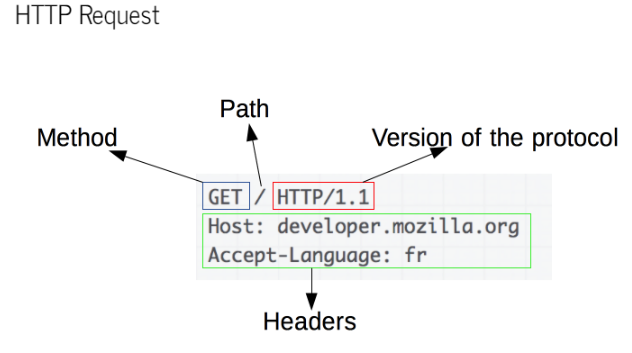 HTTP Request
Path
Method
Version of the protocol
GET / HTTP/1.1
Host: developer.mozilla.org
Accept-Language: fr
Headers